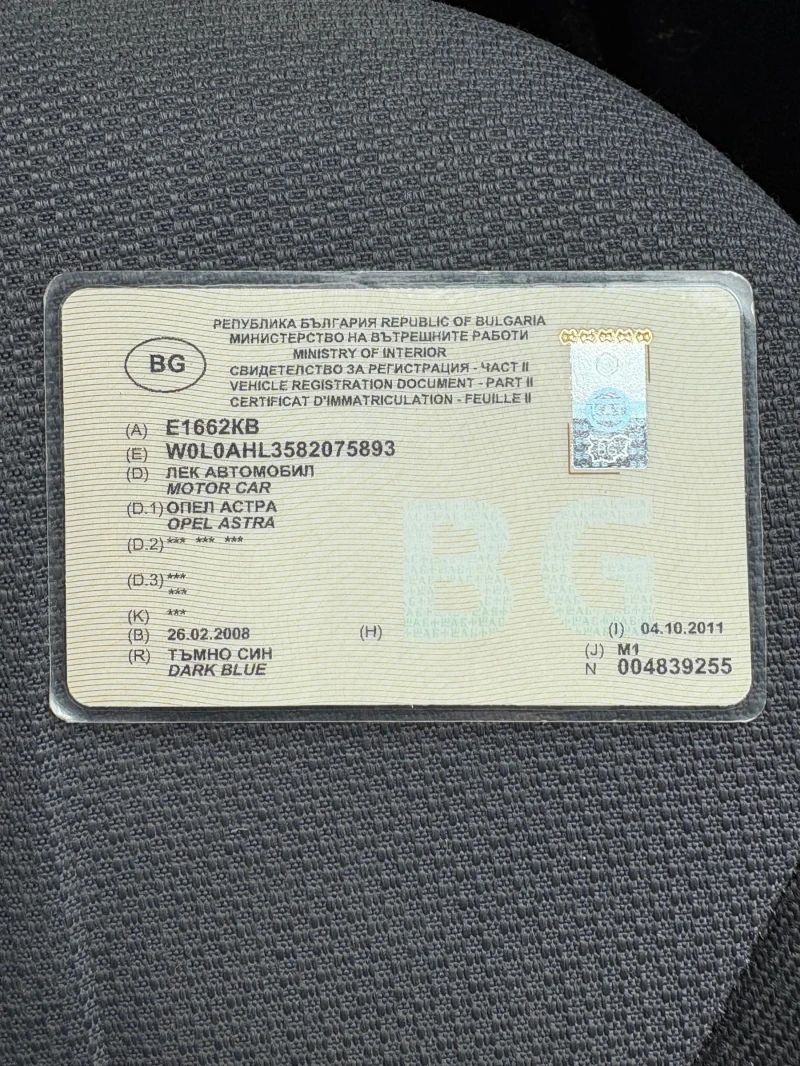 РЕПУБЛИКА БЪЛГАРИЯ REPUBLIC OF BULGARIA
МИНИСТЕРСТВО НА ВЪТРЕШНИТЕ РАБОТИ
MINISTRY OF INTERIOR
BG
СВИДЕТЕЛСТВО ЗА РЕГИСТРАЦИЯ - ЧАСТ II
VEHICLE REGISTRATION DOCUMENT - PART II
CERTIFICAT D'IMMATRICULATION - FEUILLE II
(A) E1662KB
(E) W0L0AHL3582075893
(D) ЛЕК АВТОМОБИЛ
MOTOR CAR
(D.1) ОПЕЛ АСТРА
OPEL ASTRA
(D.2) *** *** ***
(D.3) ***
***
(K) ***
(B) 26.02.2008 (H) (I) 04.10.2011
(R) ТЪМНО СИН (J) M1
DARK BLUE N 004839255
BG